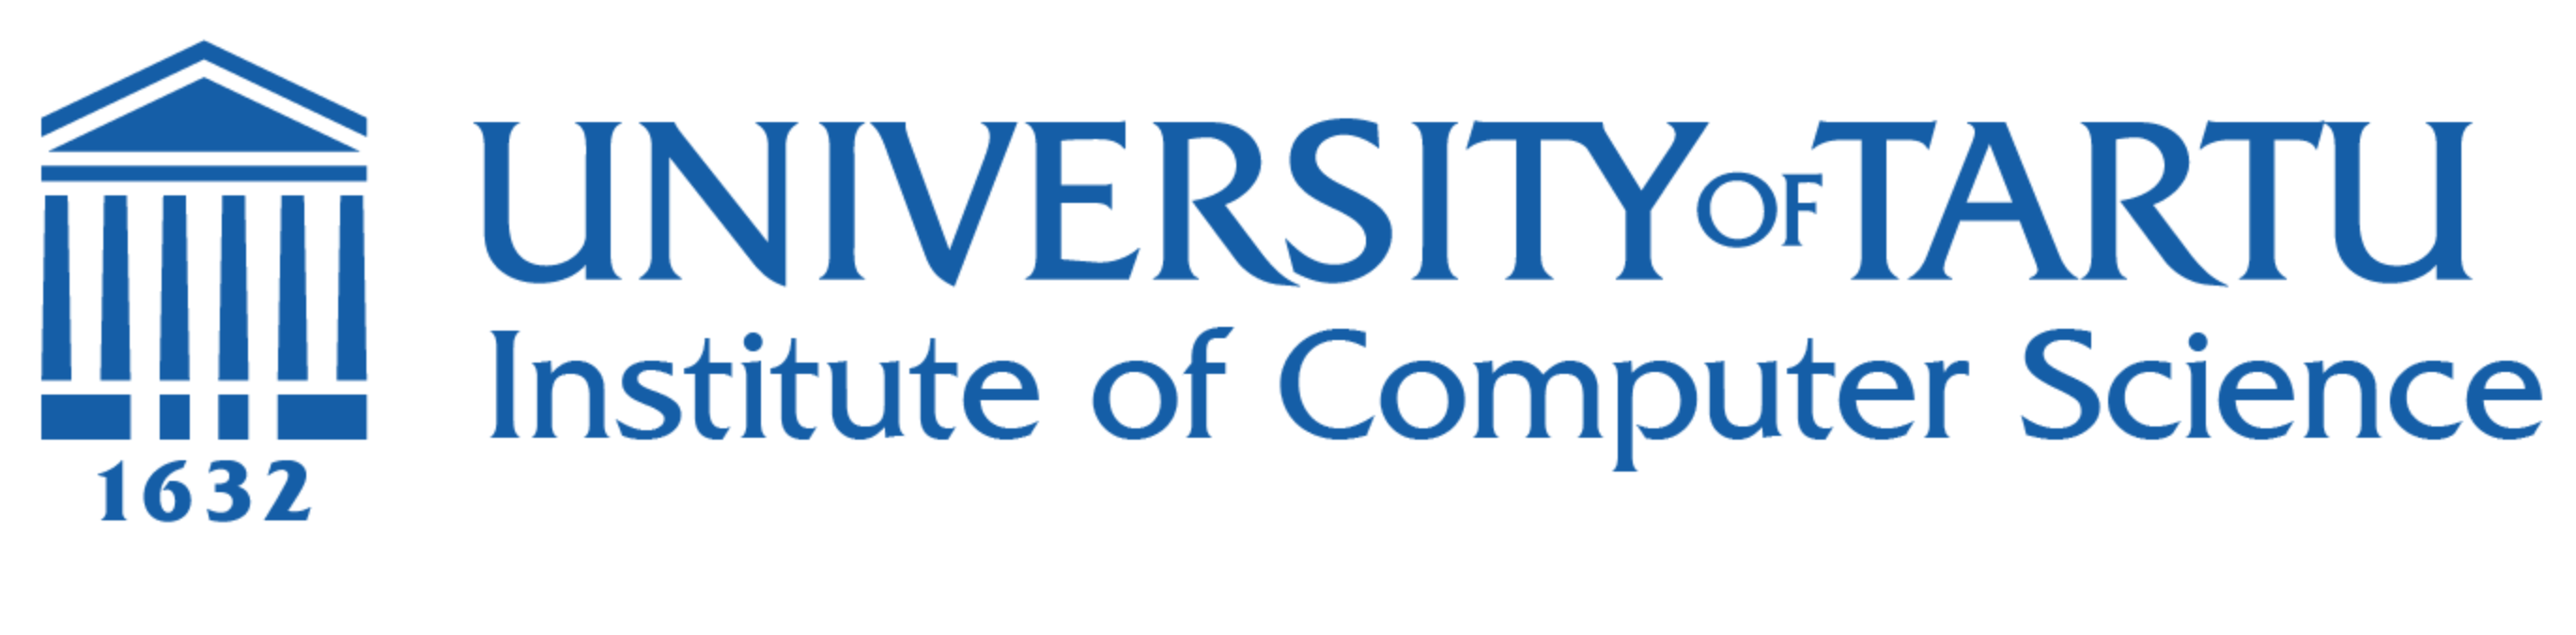 UNIVERSITY OF TARTU
Institute of Computer Science
1632